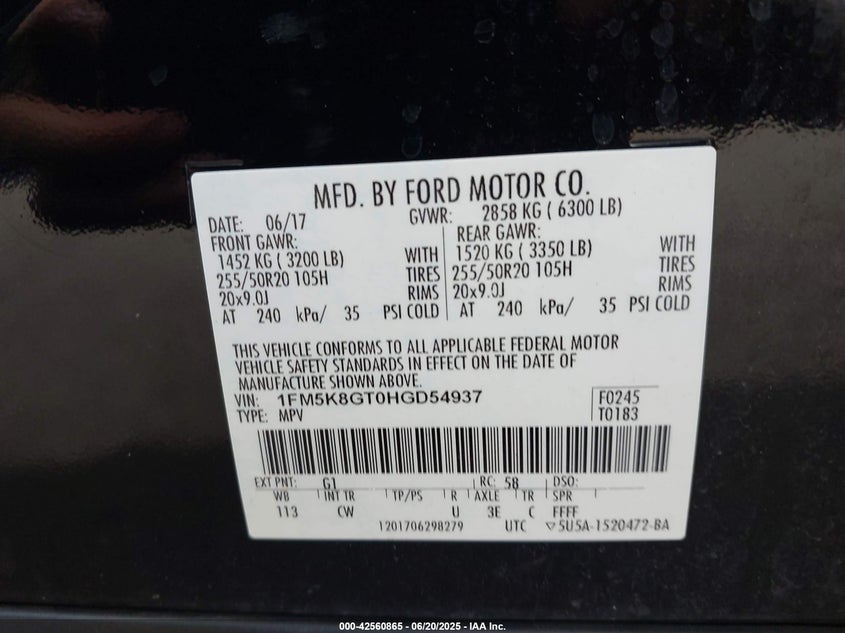 MFD. BY FORD MOTOR CO.
DATE: 06/17 GVWR: 2858 KG ( 6300 LB)
FRONT GAWR: REAR GAWR:
1452 KG ( 3200 LB) WITH 1520 KG ( 3350 LB) WITH
255/50R20 105H TIRES 255/50R20 105H TIRES
20x9.0J RIMS 20x9.0J RIMS
AT 240 kPa/ 35 PSI COLD AT 240 kPa/ 35 PSI COLD
THIS VEHICLE CONFORMS TO ALL APPLICABLE FEDERAL MOTOR
VEHICLE SAFETY STANDARDS IN EFFECT ON THE DATE OF
MANUFACTURE SHOWN ABOVE.
VIN: 1FM5K8GT0HGD54937 F0245
TYPE: MPV T0183
EXT PNT: G1 RC: 58 DSO:
WB INT TR TP/PS R AXLE TR SPR
113 CW U 3E C FFFF
1201706298279 UTC ▽5U5A-1520472-BA
000-42560865 - 06/20/2025 - IAA Inc.